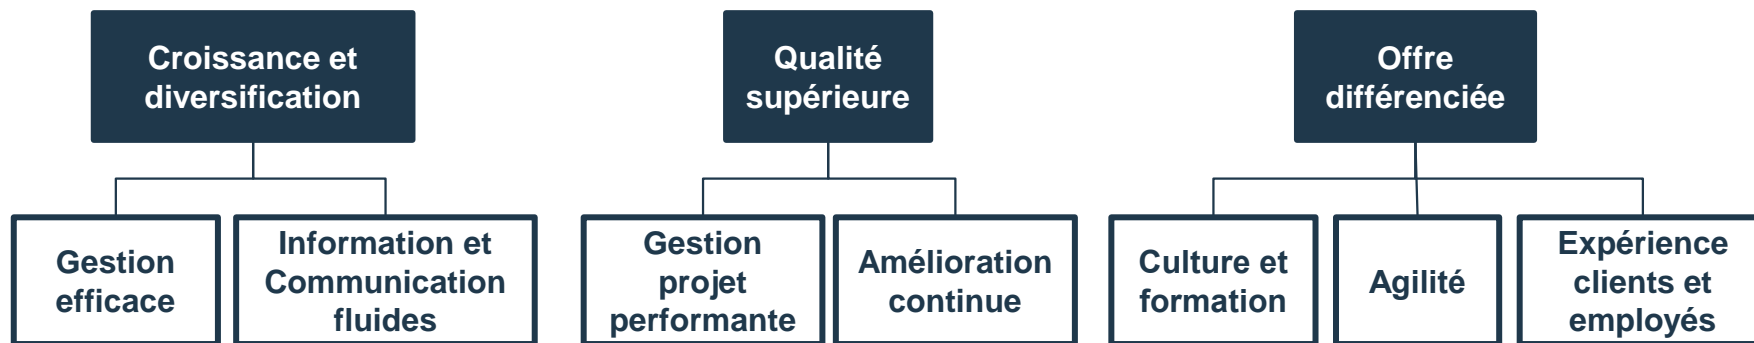 Croissance et
diversification
Qualité
supérieure
Offre
différenciée
Gestion
efficace
Information et
Communication
fluides
Gestion
projet
performante
Amélioration
continue
Culture et
formation
Agilité
Expérience
clients et
employés